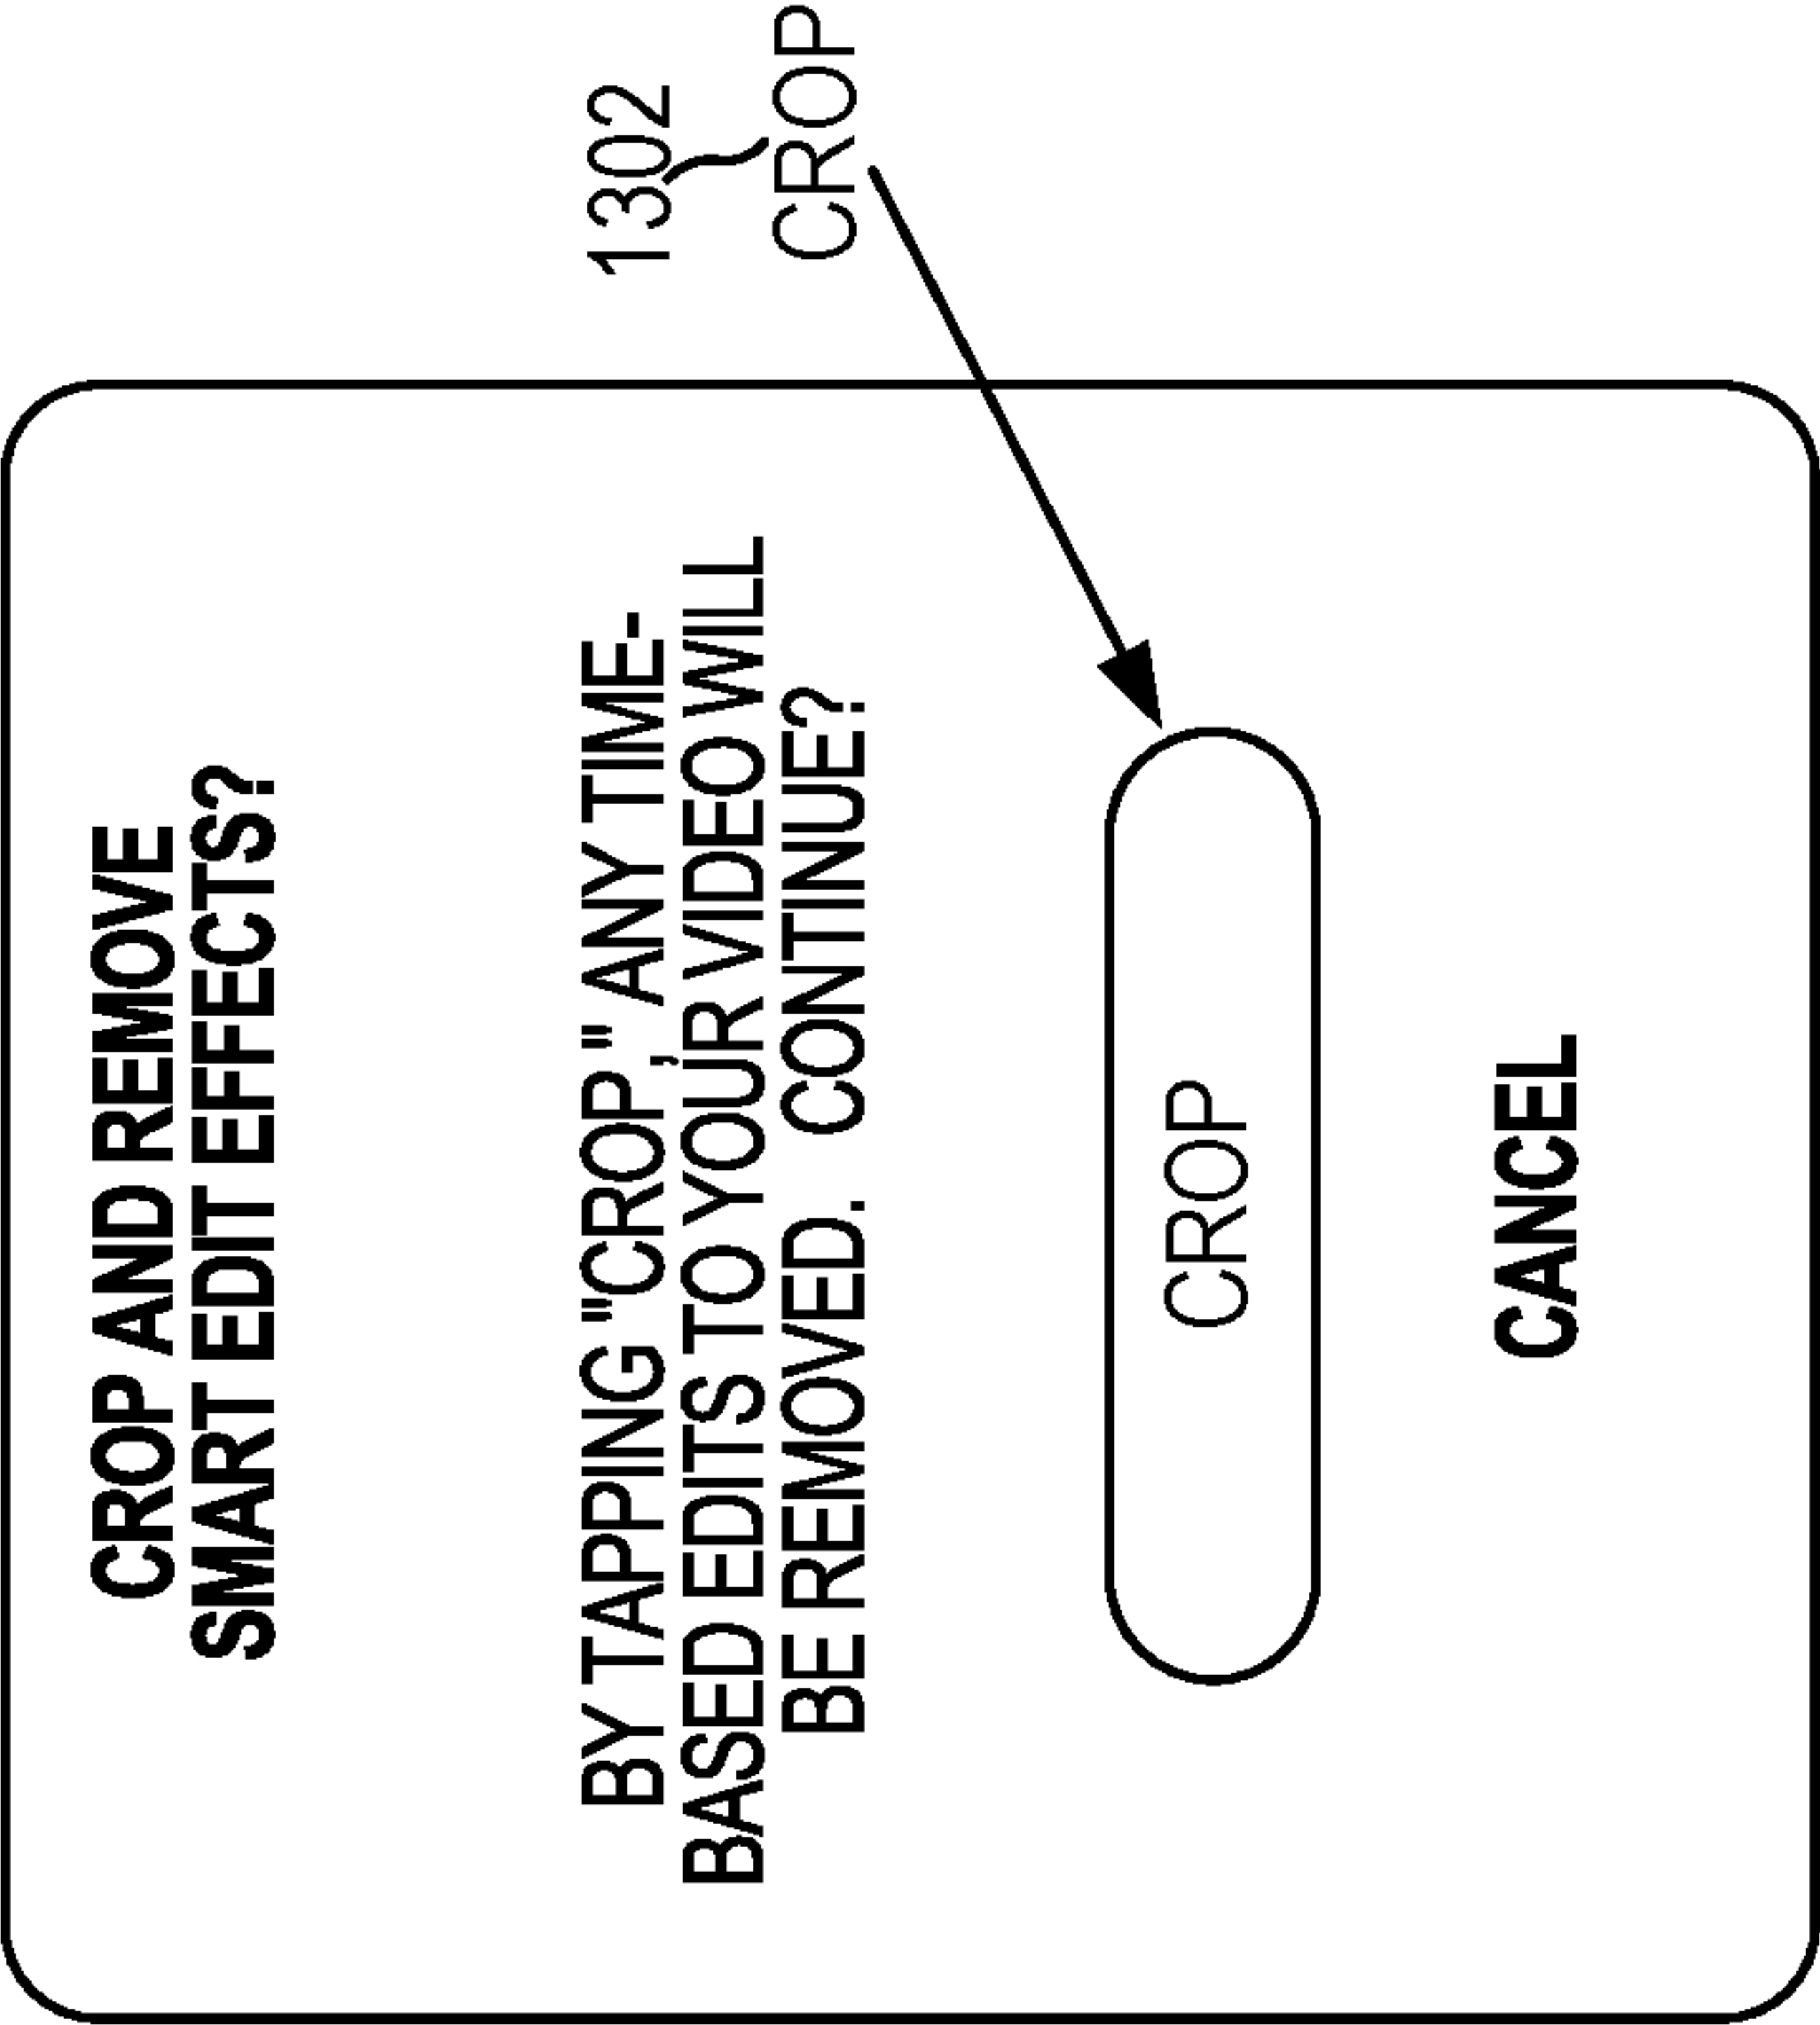 CROP AND REMOVE
SMART EDIT EFFECTS?
BY TAPPING "CROP," ANY TIME-
BASED EDITS TO YOUR VIDEO WILL
BE REMOVED. CONTINUE?
CROP
CANCEL
1302
CROP